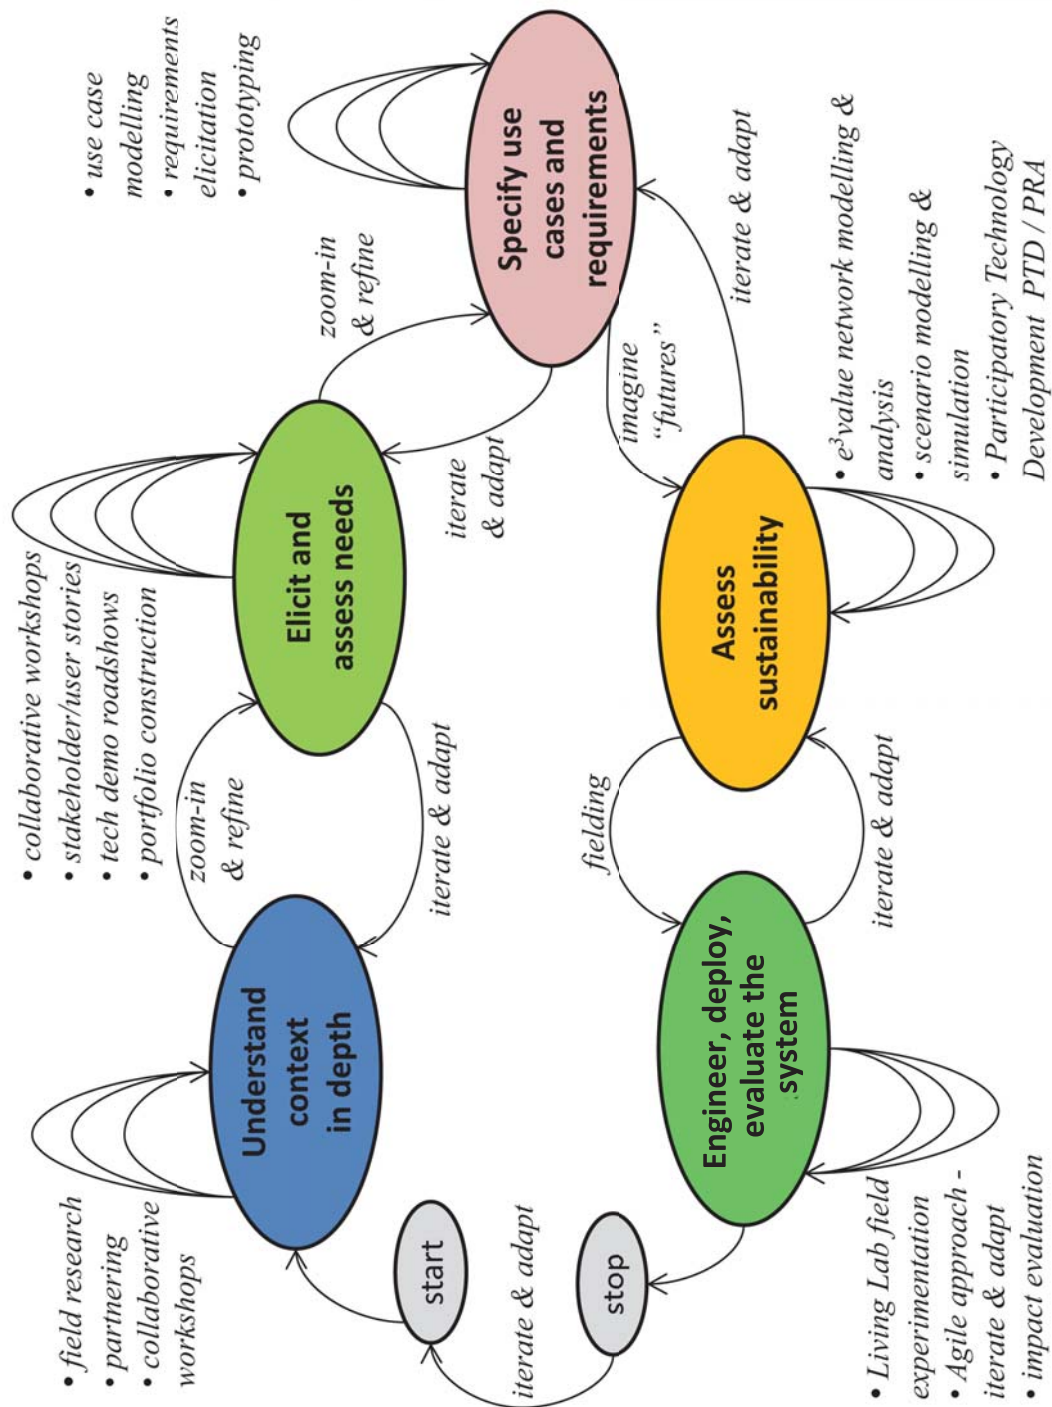 • field research
• partnering
• collaborative
workshops
• collaborative workshops
• stakeholder/user stories
• tech demo roadshows
• portfolio construction
• use case
modelling
• requirements
elicitation
• prototyping
Understand
context
in depth
zoom-in
& refine
iterate & adapt
Elicit and
assess needs
zoom-in
& refine
iterate
& adapt
Specify use
cases and
requirements
start
iterate & adapt
stop
fielding
imagine
“futures”
iterate & adapt
Engineer, deploy,
evaluate the
system
iterate & adapt
Assess
sustainability
• Living Lab field
experimentation
• Agile approach -
iterate & adapt
• impact evaluation
• e³value network modelling &
analysis
• scenario modelling &
simulation
• Participatory Technology
Development PTD / PRA